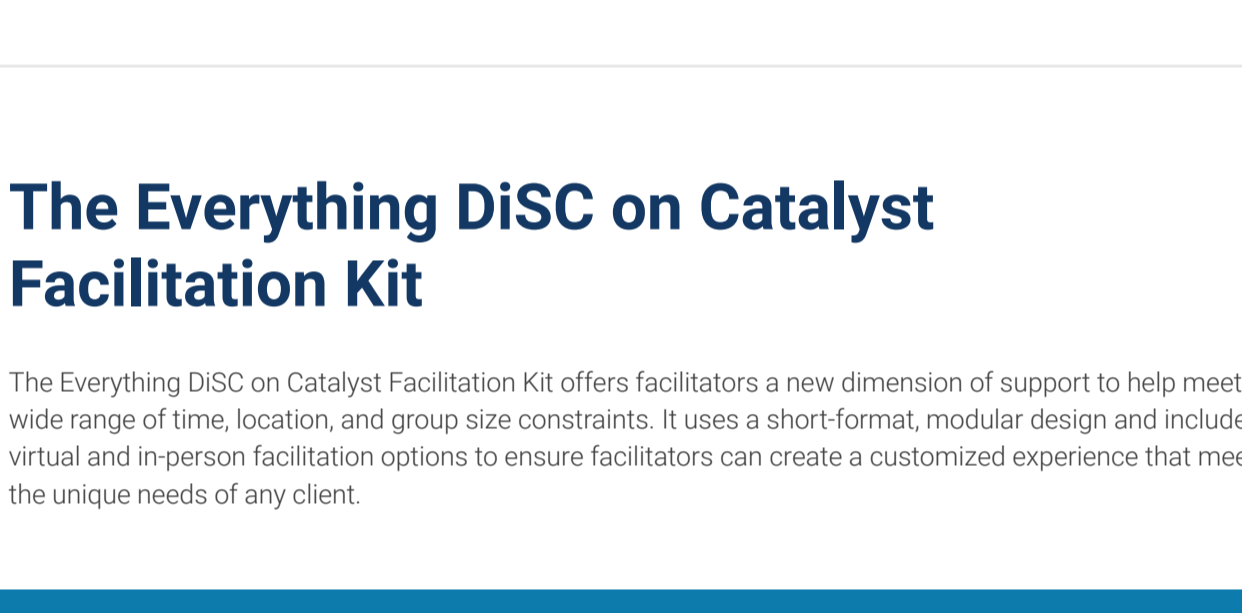 The Everything DiSC on Catalyst
Facilitation Kit
The Everything DiSC on Catalyst Facilitation Kit offers facilitators a new dimension of support to help meet
wide range of time, location, and group size constraints. It uses a short-format, modular design and include
virtual and in-person facilitation options to ensure facilitators can create a customized experience that mee
the unique needs of any client.